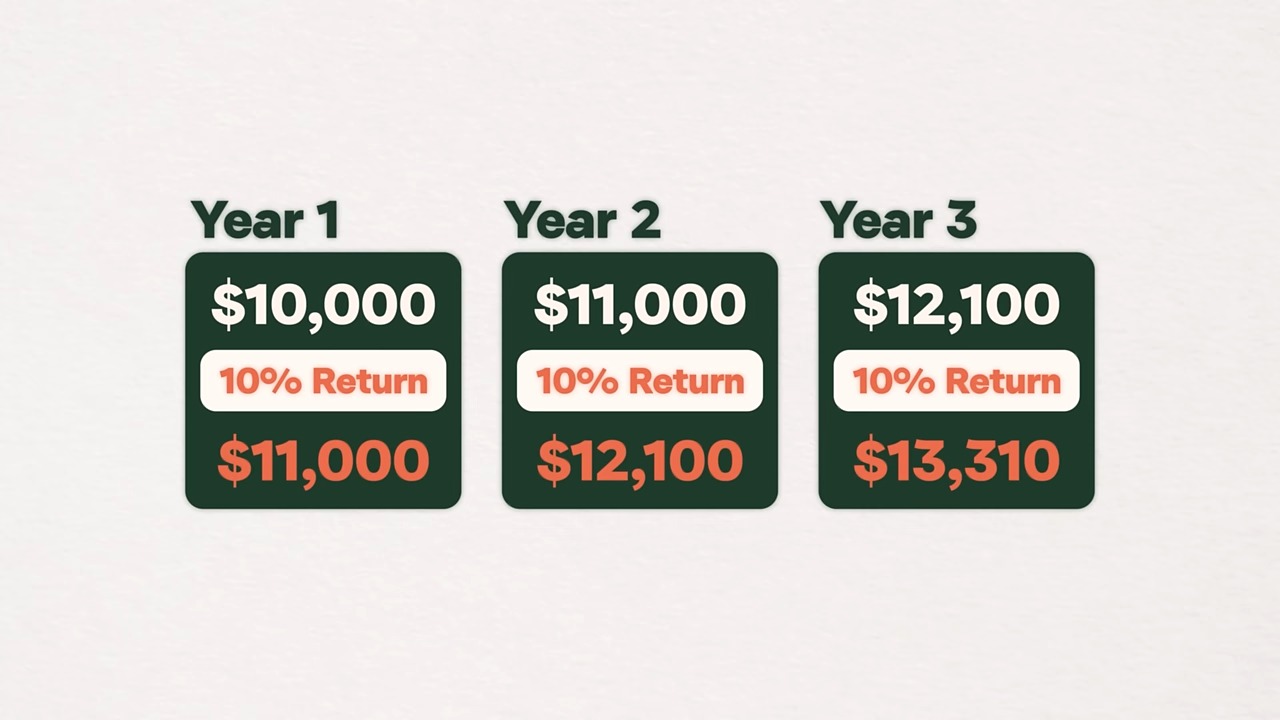 Year 1
$10,000
10% Return
$11,000
Year 2
$11,000
10% Return
$12,100
Year 3
$12,100
10% Return
$13,310